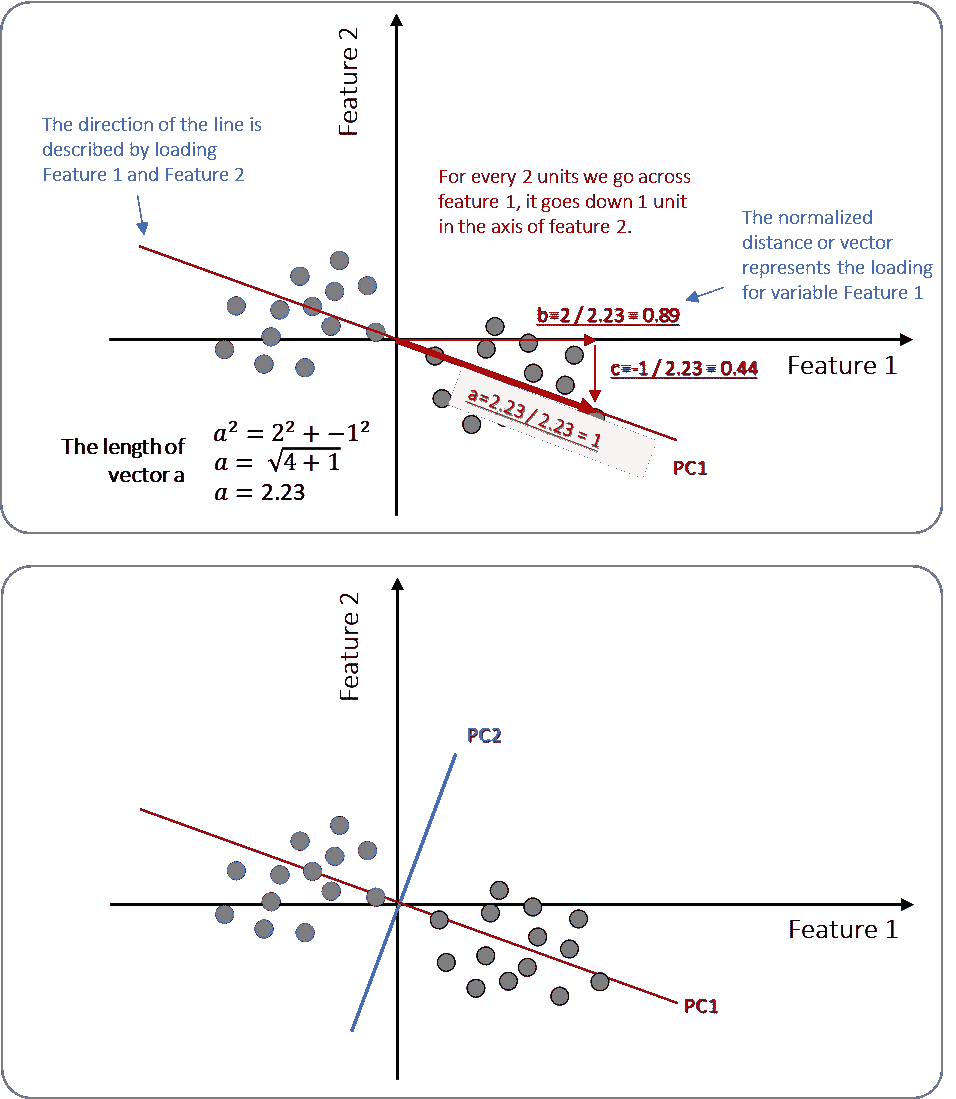 Feature 2
The direction of the line is
described by loading
Feature 1 and Feature 2
For every 2 units we go across
feature 1, it goes down 1 unit
in the axis of feature 2.
The normalized
distance or vector
represents the loading
for variable Feature 1
b=2 / 2.23 = 0.89
Feature 1
c=-1 / 2.23 = 0.44
a=2.23 / 2.23 = 1
PC1
The length of
vector a
a² = 2² + −1²
a = √4 + 1
a = 2.23
Feature 2
PC2
Feature 1
PC1